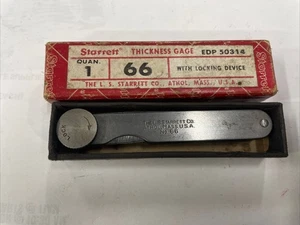 Starrett THICKNESS GAGE EDP 50314
QUAN. 1
66
WITH LOCKING DEVICE
THE L. S. STARRETT CO. ATHOL, MASS., U.S.A.
U.S.A.
66